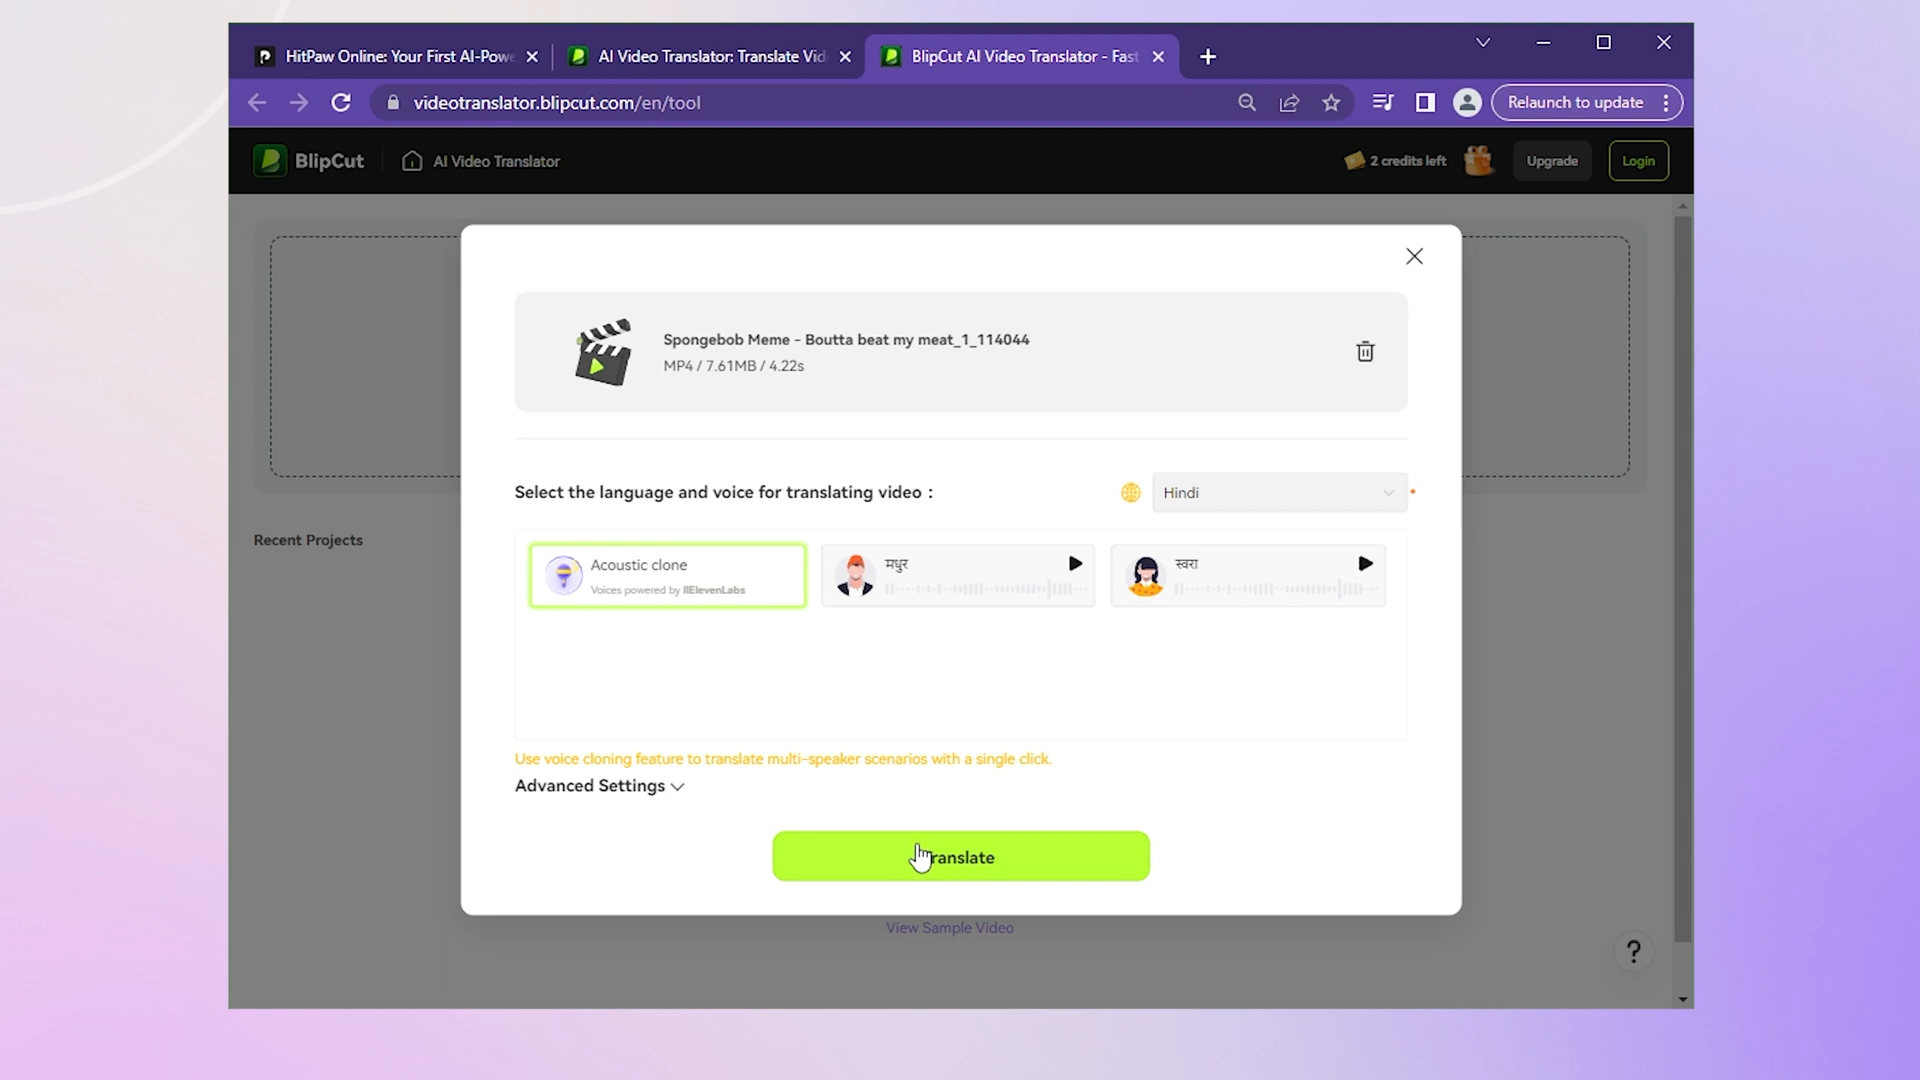 HitPaw Online: Your First AI-Powe
AI Video Translator: Translate Vid
BlipCut AI Video Translator - Fast
videotranslator.blipcut.com/en/tool
Relaunch to update
BlipCut
AI Video Translator
2 credits left
Upgrade
Login
Spongebob Meme - Boutta beat my meat_1_114044
MP4 / 7.61MB / 4.22s
Select the language and voice for translating video :
Hindi
Acoustic clone
Voices powered by IIElevenLabs
मधुर
स्वरा
Recent Projects
Use voice cloning feature to translate multi-speaker scenarios with a single click.
Advanced Settings
ranslate
View Sample Video
?